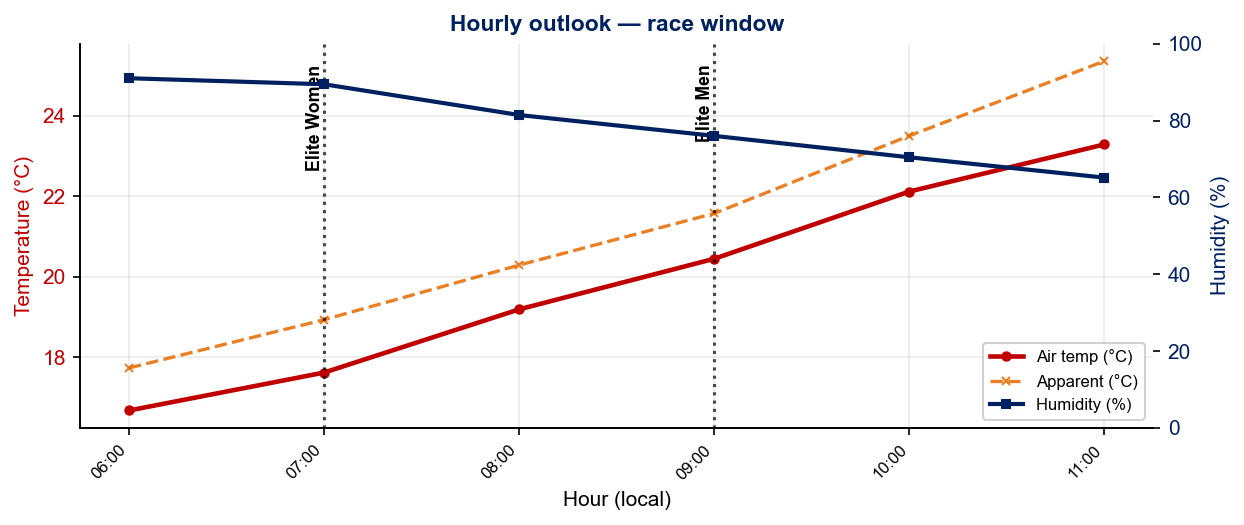 Hourly outlook — race window
Temperature (°C)
24
22
20
18
Elite Women
Elite Men
100
80
60
40
20
0
Humidity (%)
Air temp (°C)
Apparent (°C)
Humidity (%)
06:00
07:00
08:00
09:00
10:00
11:00
Hour (local)